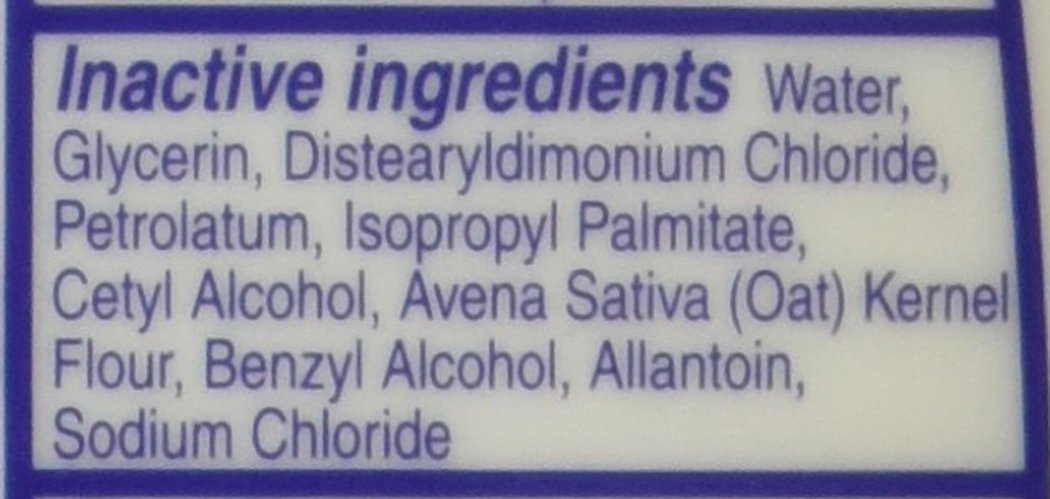 Inactive ingredients Water,
Glycerin, Distearyldimonium Chloride,
Petrolatum, Isopropyl Palmitate,
Cetyl Alcohol, Avena Sativa (Oat) Kernel
Flour, Benzyl Alcohol, Allantoin,
Sodium Chloride